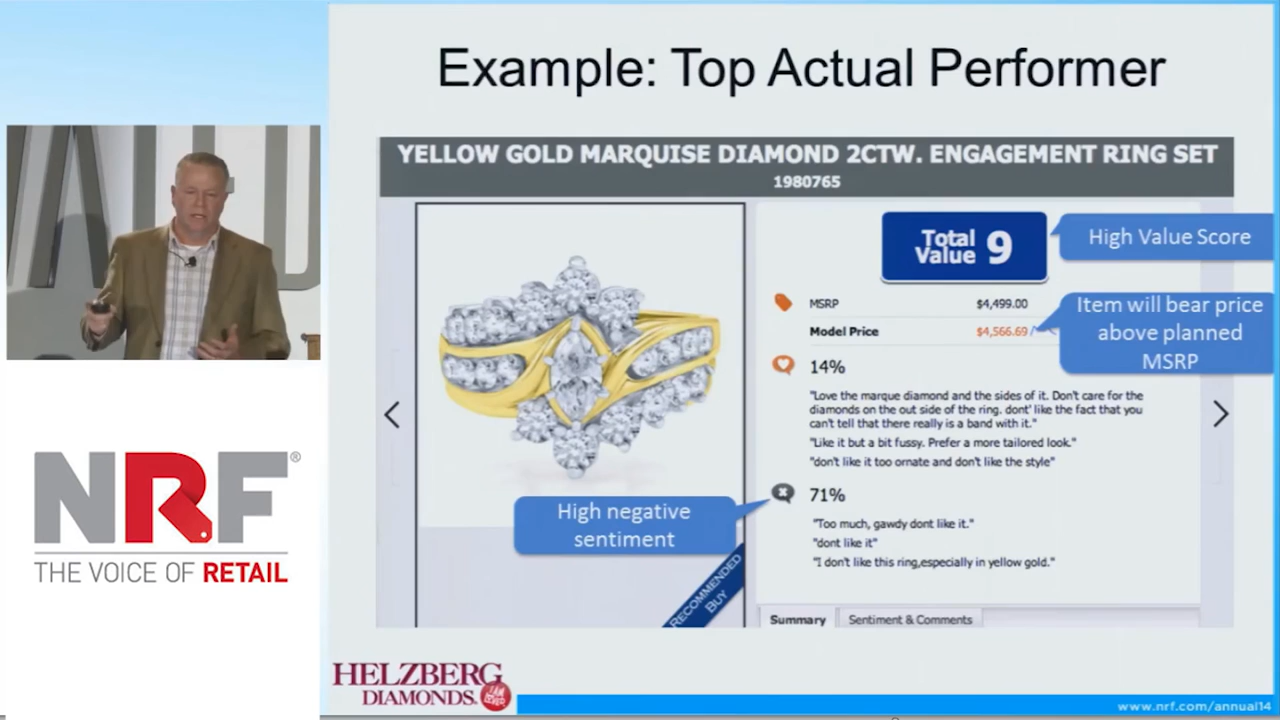 Example: Top Actual Performer
YELLOW GOLD MARQUISE DIAMOND 2CTW. ENGAGEMENT RING SET
1980765
Total
Value 9
High Value Score
MSRP $4,499.00
Model Price $4,566.69 /
Item will bear price
above planned
MSRP
14%
"Love the marque diamond and the sides of it. Don't care for the
diamonds on the out side of the ring. dont' like the fact that you
can't tell that there really is a band with it."
"Like it but a bit fussy. Prefer a more tailored look."
"don't like it too ornate and don't like the style"
71%
High negative
sentiment
"Too much, gawdy dont like it."
"dont like it"
"I don't like this ring,especially in yellow gold."
RECOMMENDED
BUY
Summary
Sentiment & Comments
NRF®
THE VOICE OF RETAIL
HELZBERG
DIAMONDS.
I AM
LOVED
www.nrf.com/annual14